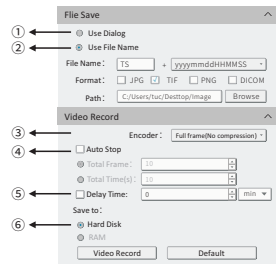 Flie Save
① Use Dialog
② Use File Name
File Name: TS + yyyymmddHHMMSS
Format: JPG TIF PNG DICOM
Path: C:/Users/tuc/Desttop/Image Browse
Video Record
③ Encoder: Full frame(No compression)
④ Auto Stop
Total Frame: 10
Total Time(s): 10
⑤ Delay Time: 0 min
Save to:
⑥ Hard Disk
RAM
Video Record Default